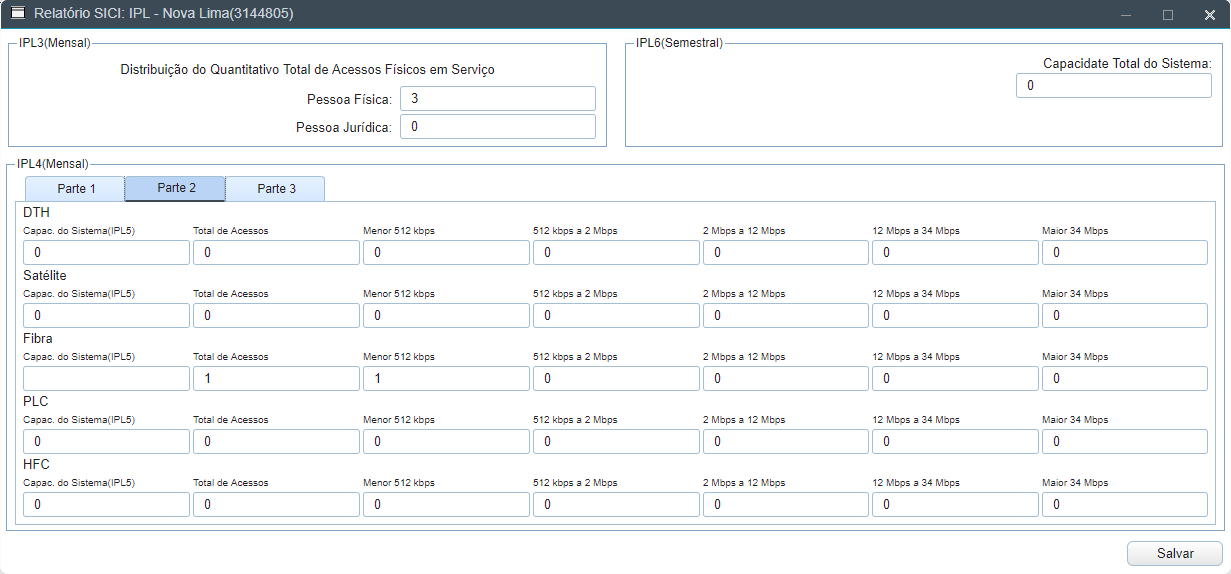 Relatório SICI: IPL - Nova Lima(3144805)
IPL3(Mensal)
Distribuição do Quantitativo Total de Acessos Físicos em Serviço
Pessoa Física: 3
Pessoa Jurídica: 0
IPL6(Semestral)
Capacidate Total do Sistema:
0
IPL4(Mensal)
Parte 1 Parte 2 Parte 3
DTH
Capac. do Sistema(IPL5) Total de Acessos Menor 512 kbps 512 kbps a 2 Mbps 2 Mbps a 12 Mbps 12 Mbps a 34 Mbps Maior 34 Mbps
0 0 0 0 0 0 0
Satélite
Capac. do Sistema(IPL5) Total de Acessos Menor 512 kbps 512 kbps a 2 Mbps 2 Mbps a 12 Mbps 12 Mbps a 34 Mbps Maior 34 Mbps
0 0 0 0 0 0 0
Fibra
Capac. do Sistema(IPL5) Total de Acessos Menor 512 kbps 512 kbps a 2 Mbps 2 Mbps a 12 Mbps 12 Mbps a 34 Mbps Maior 34 Mbps
1 1 0 0 0 0
PLC
Capac. do Sistema(IPL5) Total de Acessos Menor 512 kbps 512 kbps a 2 Mbps 2 Mbps a 12 Mbps 12 Mbps a 34 Mbps Maior 34 Mbps
0 0 0 0 0 0 0
HFC
Capac. do Sistema(IPL5) Total de Acessos Menor 512 kbps 512 kbps a 2 Mbps 2 Mbps a 12 Mbps 12 Mbps a 34 Mbps Maior 34 Mbps
0 0 0 0 0 0 0
Salvar